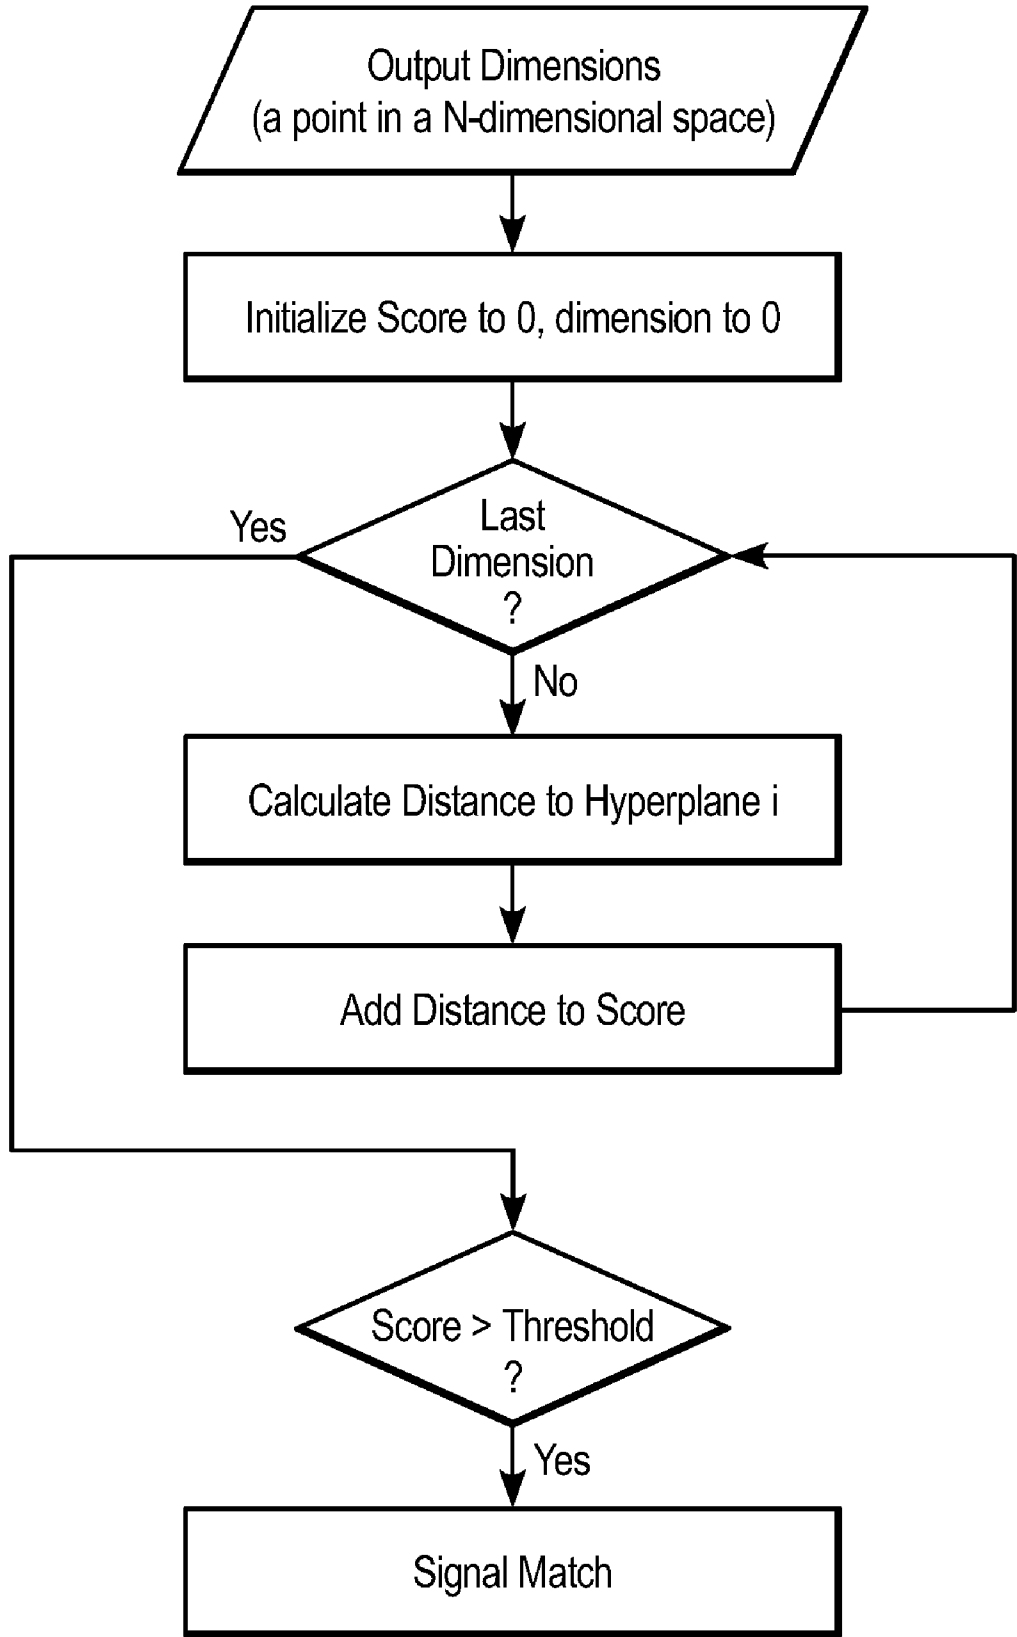 Output Dimensions
(a point in a N-dimensional space)
Initialize Score to 0, dimension to 0
Yes
Last
Dimension
?
No
Calculate Distance to Hyperplane i
Add Distance to Score
Score > Threshold
?
Yes
Signal Match